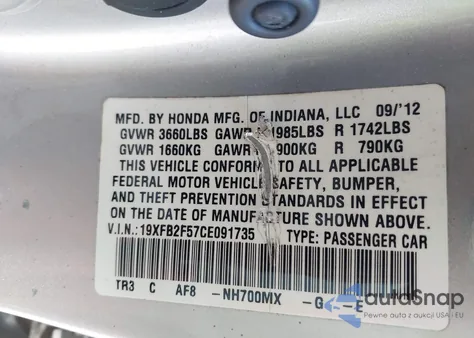 MFD. BY HONDA MFG. OF INDIANA, LLC 09/'12
GVWR 3660LBS GAWR 1985LBS R 1742LBS
GVWR 1660KG GAWR 900KG R 790KG
THIS VEHICLE CONFORMS TO ALL APPLICABLE
FEDERAL MOTOR VEHICLE SAFETY, BUMPER,
AND THEFT PREVENTION STANDARDS IN EFFECT
ON THE DATE OF MANUFACTURE SHOWN ABOVE.
V.I.N.:19XFB2F57CE091735 TYPE: PASSENGER CAR
TR3 C AF8 -NH700MX -G --E
autoSnap
Pewne auta z aukcji USA i EU